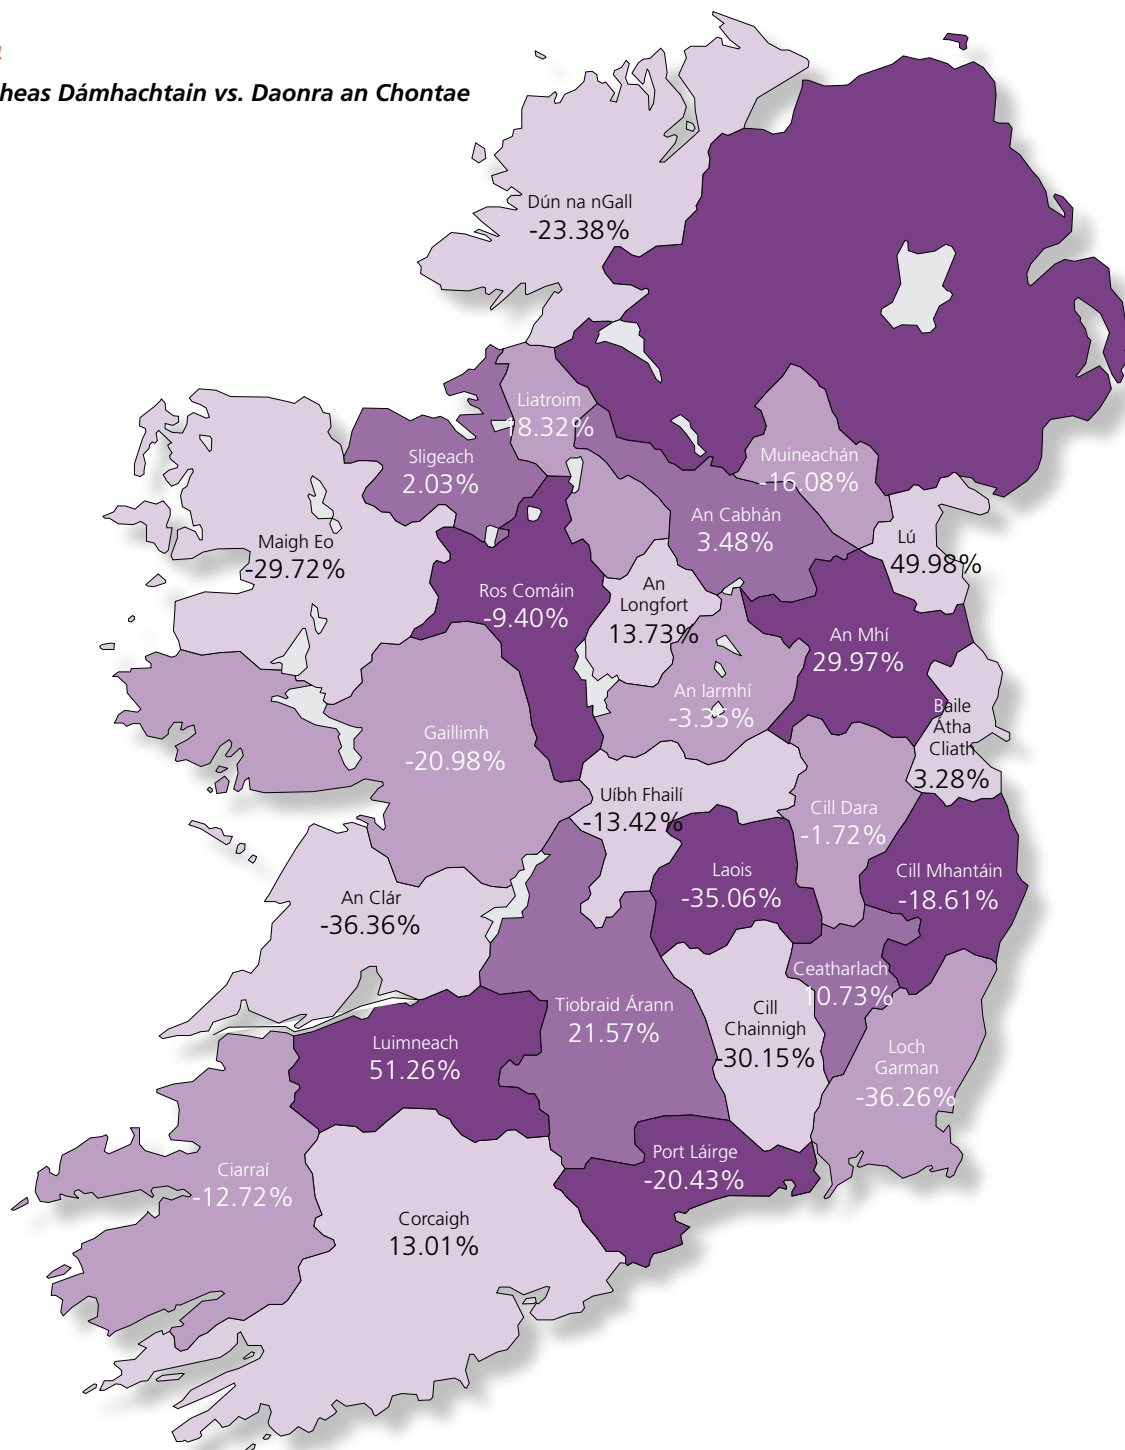 heas Dámhachtain vs. Daonra an Chontae
Dún na nGall
-23.38%
Liatroim
18.32%
Sligeach
2.03%
Muineachán
-16.08%
An Cabhán
3.48%
Lú
49.98%
Maigh Eo
-29.72%
Ros Comáin
-9.40%
An
Longfort
13.73%
An Mhí
29.97%
An Iarmhí
-3.35%
Baile
Átha
Cliath
3.28%
Gaillimh
-20.98%
Uíbh Fhailí
-13.42%
Cill Dara
-1.72%
Laois
-35.06%
Cill Mhantáin
-18.61%
An Clár
-36.36%
Ceatharlach
10.73%
Tiobraid Árann
21.57%
Cill
Chainnigh
-30.15%
Luimneach
51.26%
Loch
Garman
-36.26%
Port Láirge
-20.43%
Ciarraí
-12.72%
Corcaigh
13.01%